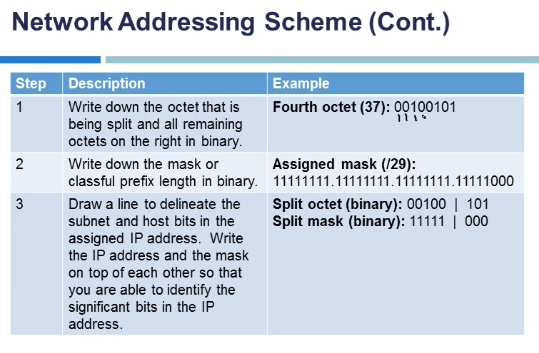 Network Addressing Scheme (Cont.)
Step Description Example
1 Write down the octet that is Fourth octet (37): 00100101
being split and all remaining
octets on the right in binary.
2 Write down the mask or Assigned mask (/29):
classful prefix length in binary. 11111111.11111111.11111111.11111000
3 Draw a line to delineate the Split octet (binary): 00100 | 101
subnet and host bits in the Split mask (binary): 11111 | 000
assigned IP address. Write
the IP address and the mask
on top of each other so that
you are able to identify the
significant bits in the IP
address.